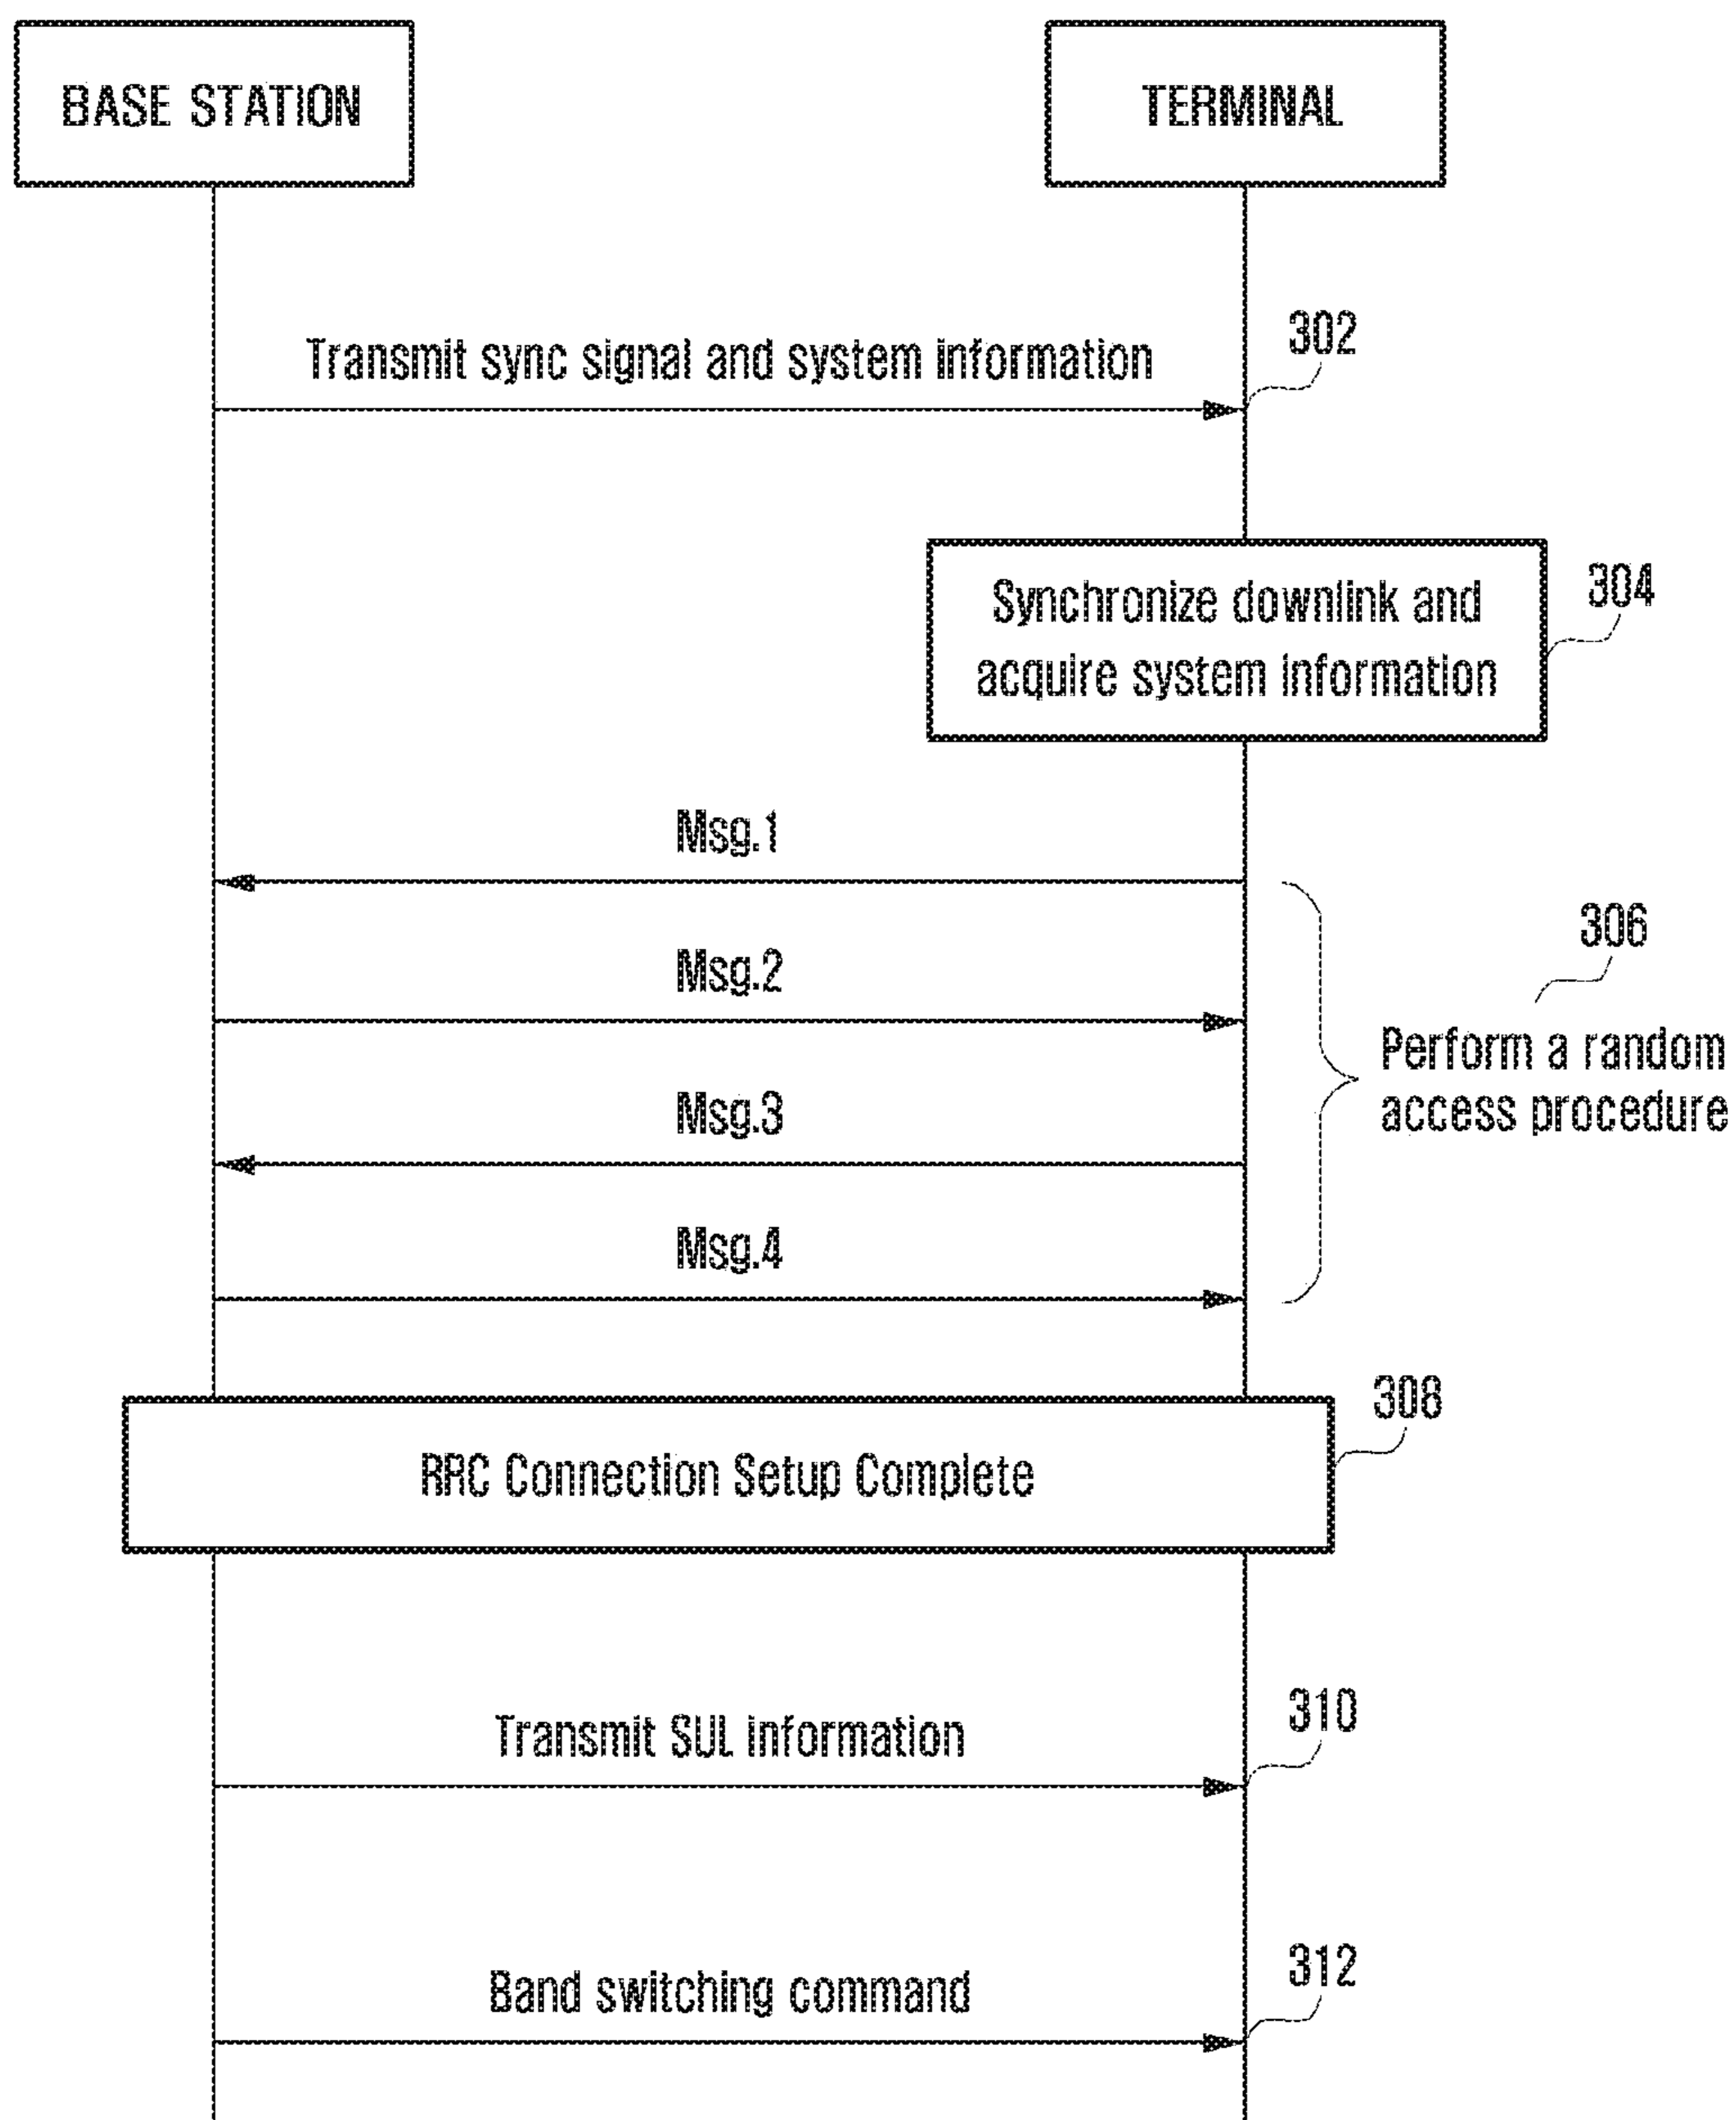 BASE STATION
TERMINAL
Transmit sync signal and system information
302
Synchronize downlink and
acquire system information
304
Msg.1
Msg.2
306
Perform a random
access procedure
Msg.3
Msg.4
308
RRC Connection Setup Complete
310
Transmit SUL information
312
Band switching command